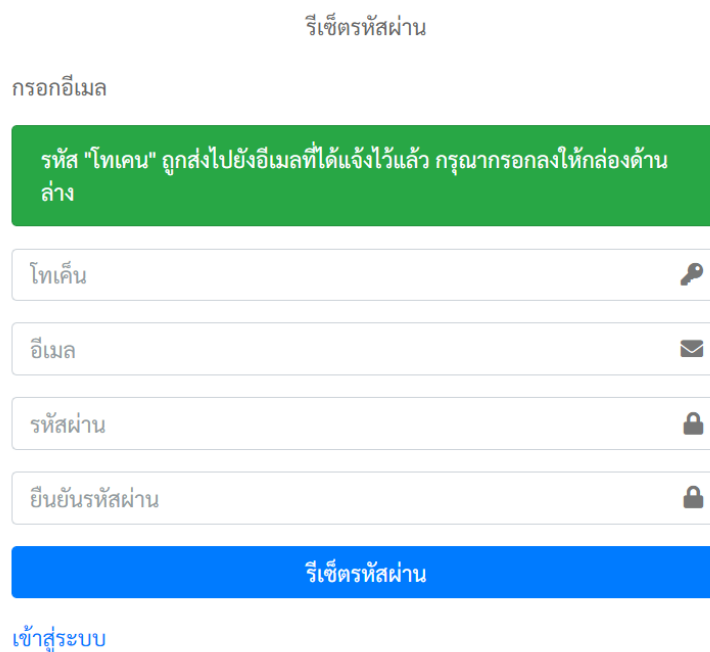 รีเซ็ตรหัสผ่าน
กรอกอีเมล
รหัส "โทเคน" ถูกส่งไปยังอีเมลที่ได้แจ้งไว้แล้ว กรุณากรอกลงให้กล่องด้าน
ล่าง
โทเค็น
อีเมล
รหัสผ่าน
ยืนยันรหัสผ่าน
รีเซ็ตรหัสผ่าน
เข้าสู่ระบบ